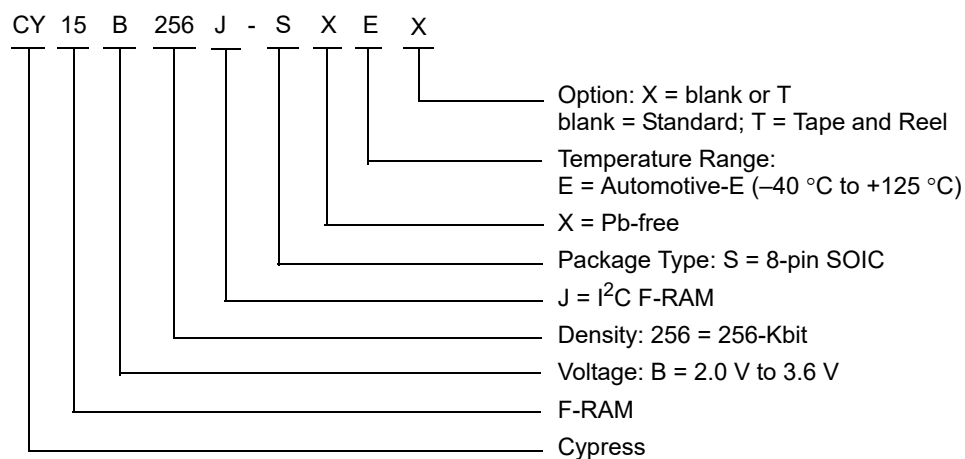 CY 15 B 256 J - S X E X
Option: X = blank or T
blank = Standard; T = Tape and Reel
Temperature Range:
E = Automotive-E (–40 °C to +125 °C)
X = Pb-free
Package Type: S = 8-pin SOIC
J = I²C F-RAM
Density: 256 = 256-Kbit
Voltage: B = 2.0 V to 3.6 V
F-RAM
Cypress